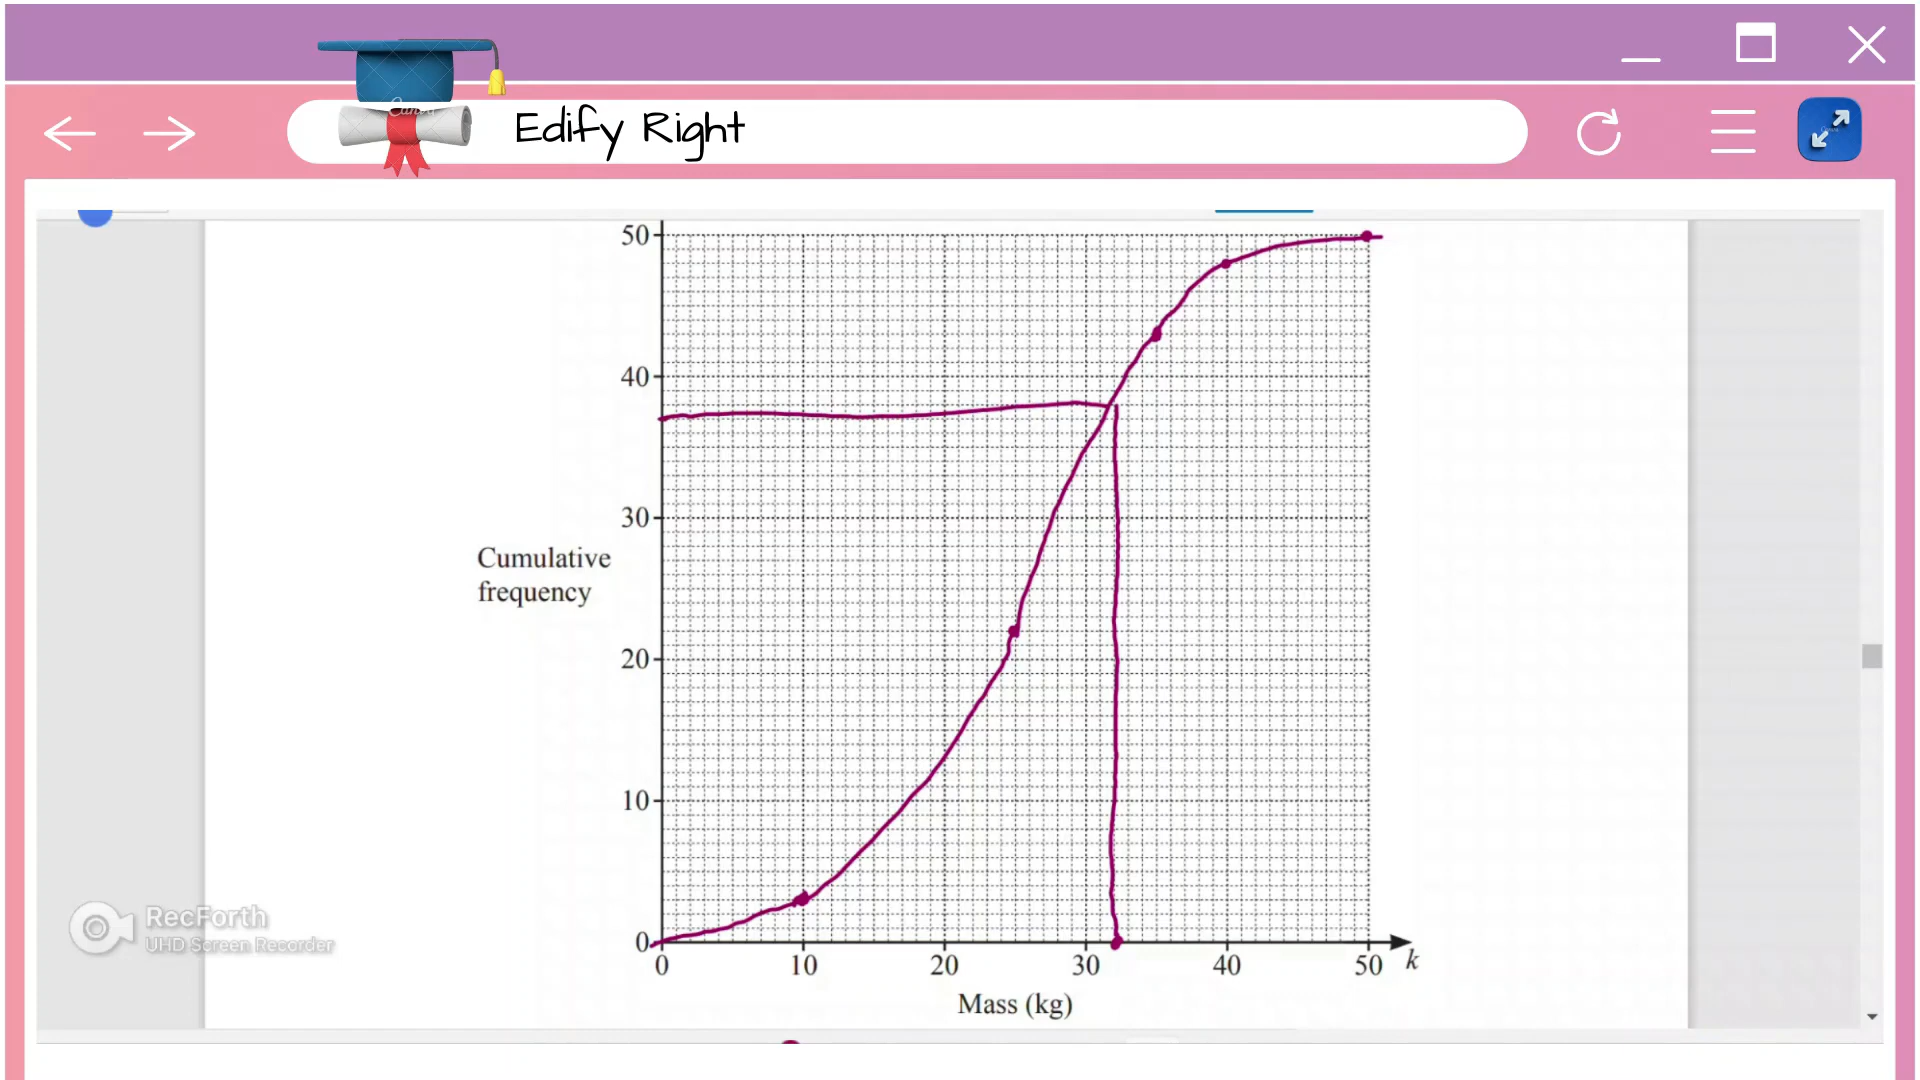 Canva
Edify Right
50
40
30
Cumulative
frequency
20
10
0
0 10 20 30 40 50 k
Mass (kg)
RecForth
UHD Screen Recorder